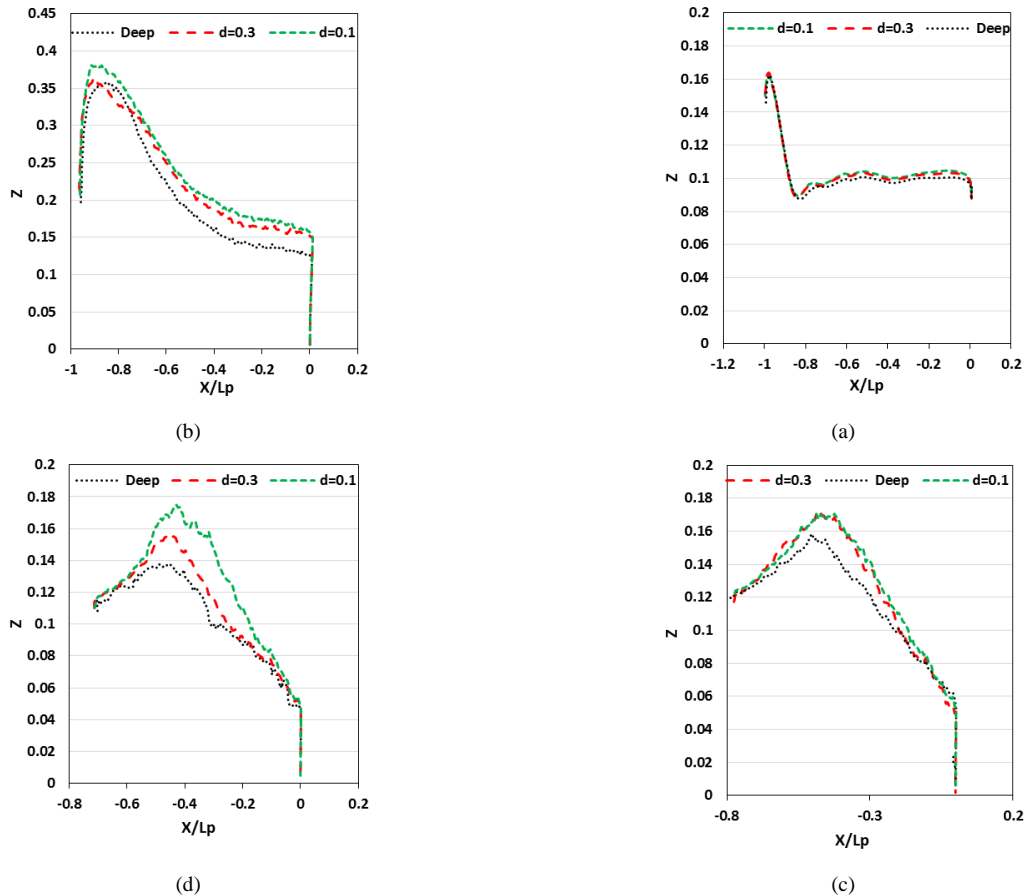 Deep d=0.3 d=0.1
0.45
0.4
0.35
0.3
0.25
0.2
0.15
0.1
0.05
0
Z
-1 -0.8 -0.6 -0.4 -0.2 0 0.2
X/Lp
(b)
d=0.1 d=0.3 Deep
0.2
0.18
0.16
0.14
0.12
0.1
0.08
0.06
0.04
0.02
0
Z
-1.2 -1 -0.8 -0.6 -0.4 -0.2 0 0.2
X/Lp
(a)
Deep d=0.3 d=0.1
0.2
0.18
0.16
0.14
0.12
0.1
0.08
0.06
0.04
0.02
0
Z
-0.8 -0.6 -0.4 -0.2 0 0.2
X/Lp
(d)
d=0.3 Deep d=0.1
0.2
0.18
0.16
0.14
0.12
0.1
0.08
0.06
0.04
0.02
0
Z
-0.8 -0.3 0.2
X/Lp
(c)